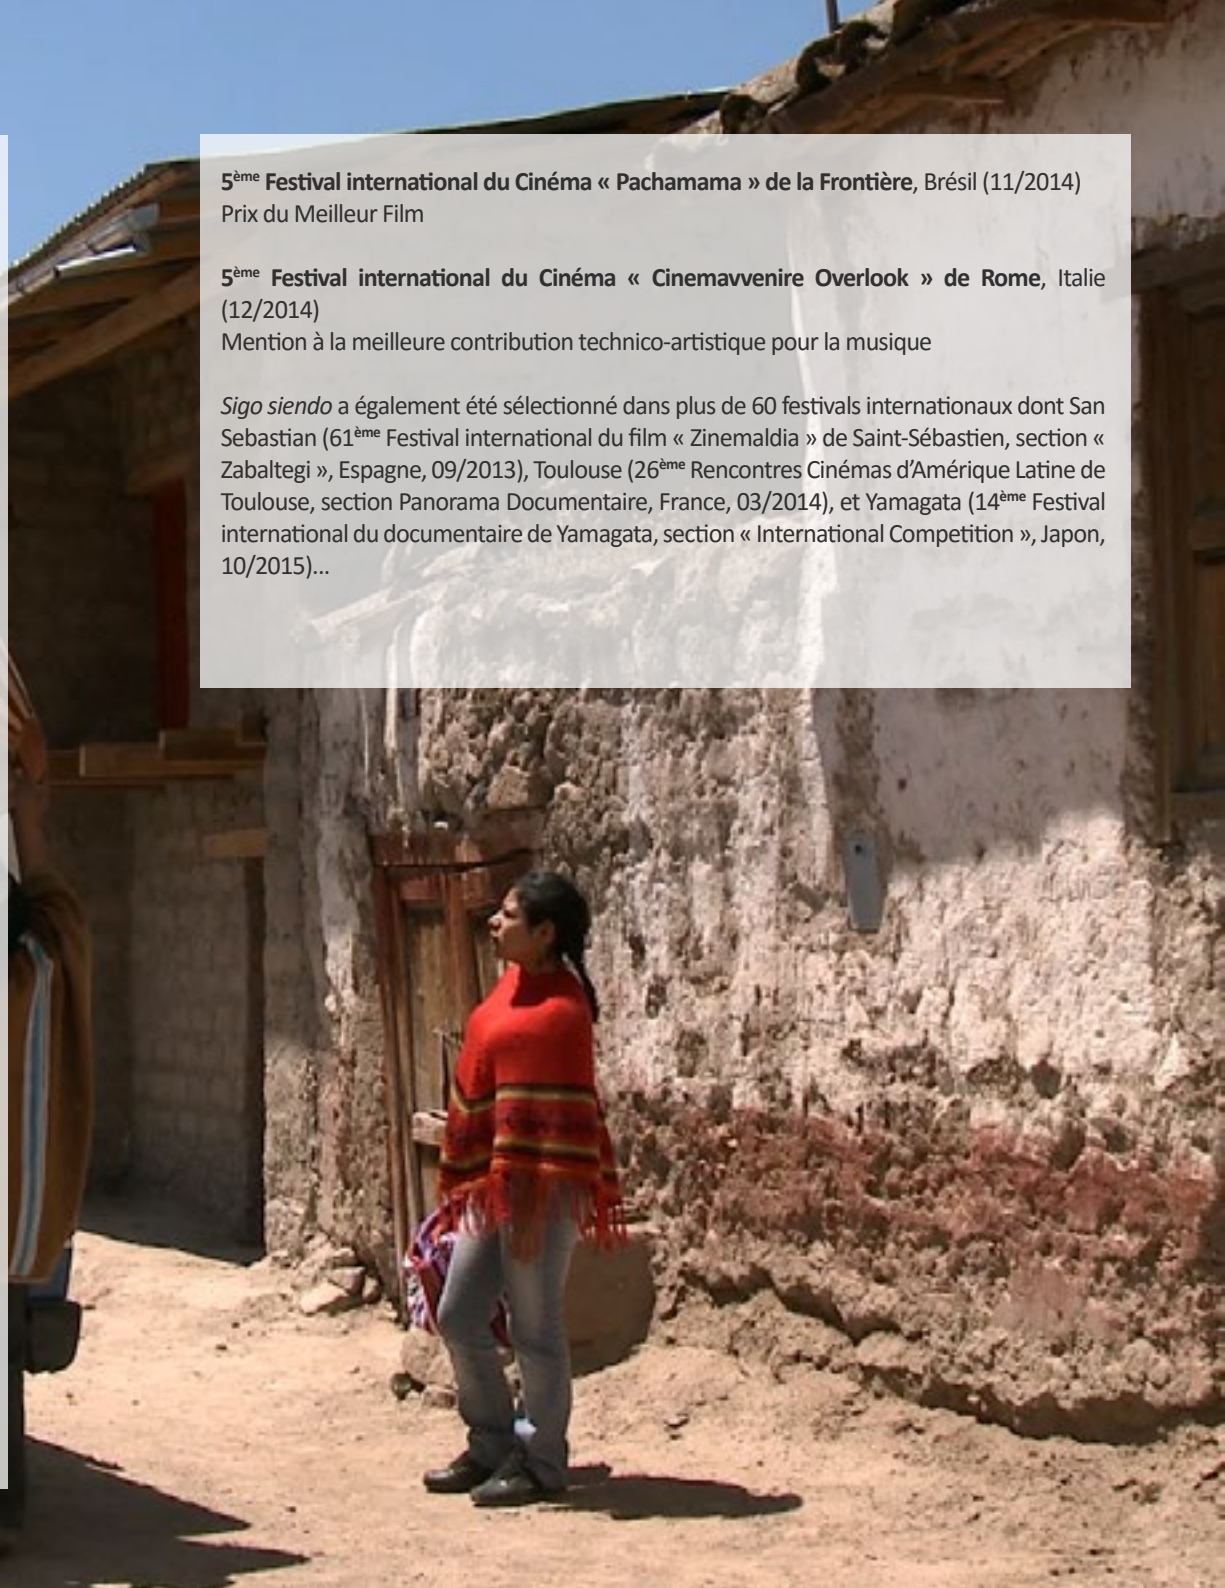 5ème Festival international du Cinéma « Pachamama » de la Frontière, Brésil (11/2014)
Prix du Meilleur Film
5ème Festival international du Cinéma « Cinemavvenire Overlook » de Rome, Italie
(12/2014)
Mention à la meilleure contribution technico-artistique pour la musique
Sigo siendo a également été sélectionné dans plus de 60 festivals internationaux dont San
Sebastian (61ème Festival international du film « Zinemaldia » de Saint-Sébastien, section «
Zabaltegi », Espagne, 09/2013), Toulouse (26ème Rencontres Cinémas d'Amérique Latine de
Toulouse, section Panorama Documentaire, France, 03/2014), et Yamagata (14ème Festival
international du documentaire de Yamagata, section « International Competition », Japon,
10/2015)...